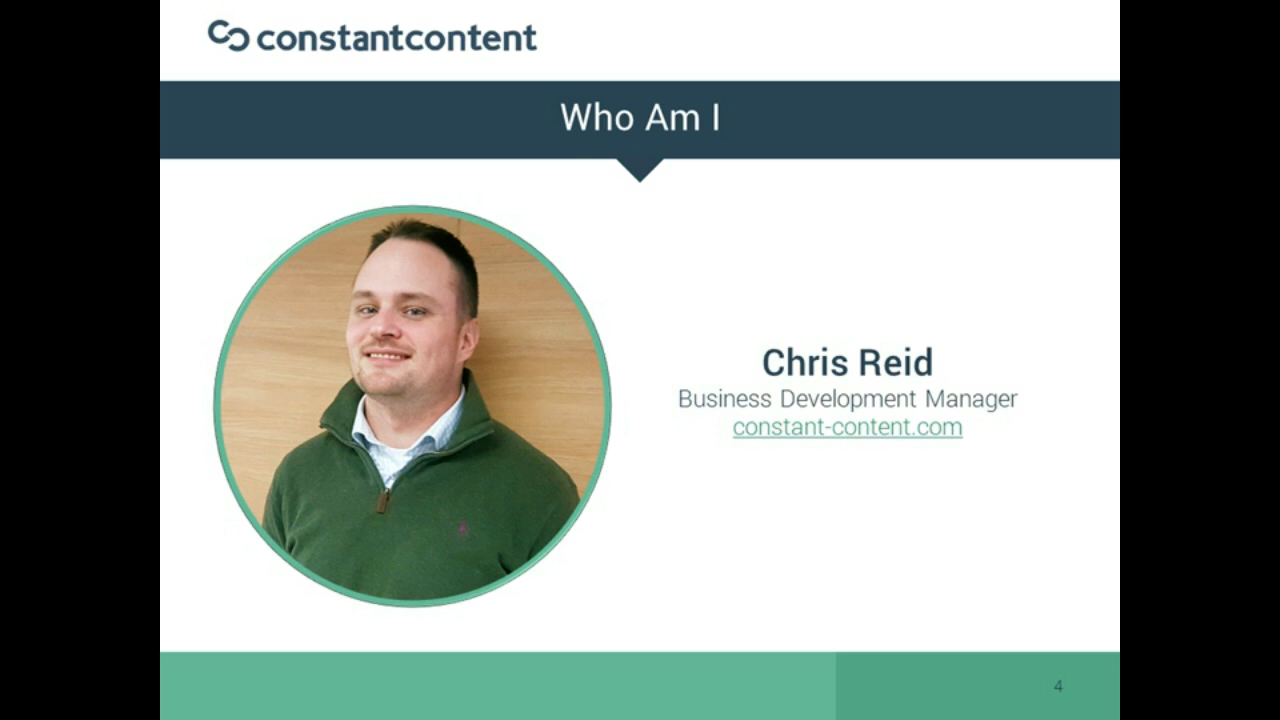 constantcontent
Who Am I
Chris Reid
Business Development Manager
constant-content.com
4